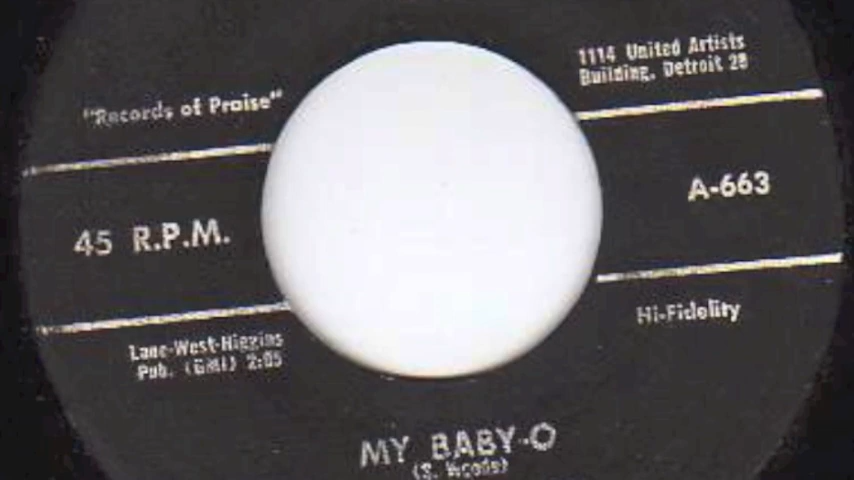 "Records of Praise"
1114 United Artists
Building, Detroit 28
45 R.P.M.
A-663
Lane-West-Higgins
Pub. (BMI) 2:05
Hi-Fidelity
MY BABY-O
(S. Woods)